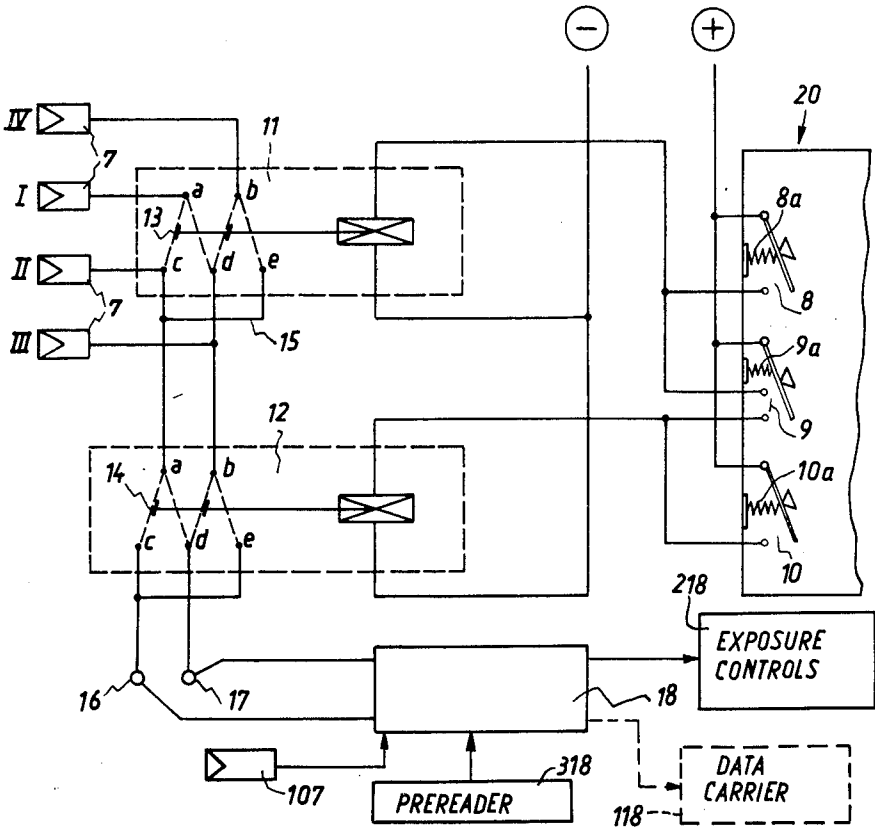 − +
20
IV
7
11
I
a b
8a
13
II
c d e
8
7
15
III
9a
12
9
a b
14
10a
c d e
10
218
EXPOSURE
CONTROLS
16 17
18
107
318
PREREADER
DATA
CARRIER
118